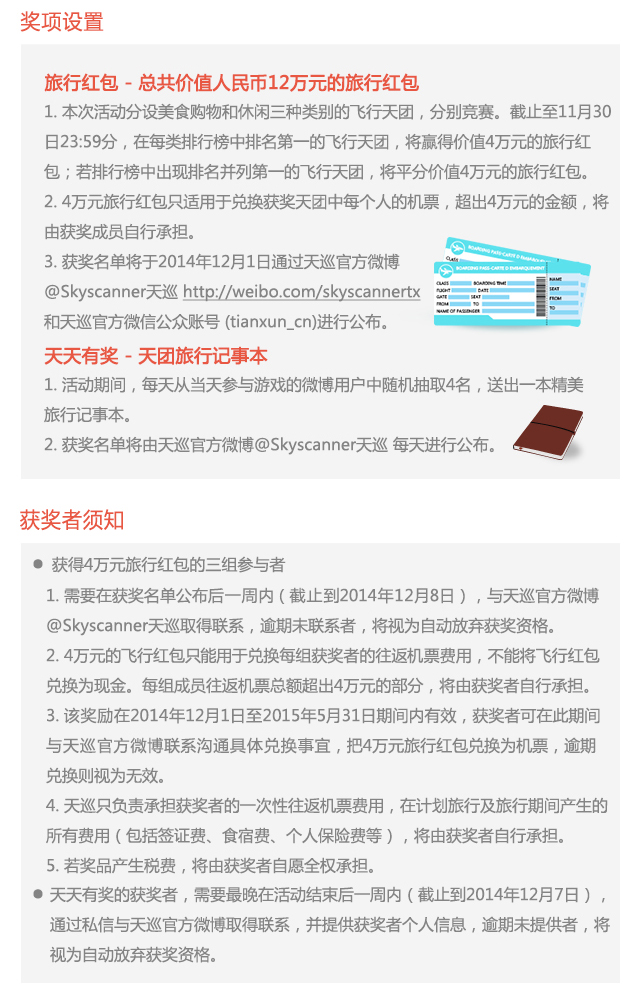 奖项设置
旅行红包 - 总共价值人民币12万元的旅行红包
1. 本次活动分设美食购物和休闲三种类别的飞行天团，分别竞赛。截止至11月30
日23:59分，在每类排行榜中排名第一的飞行天团，将赢得价值4万元的旅行红
包；若排行榜中出现排名并列第一的飞行天团，将平分价值4万元的旅行红包。
2. 4万元旅行红包只适用于兑换获奖天团中每个人的机票，超出4万元的金额，将
由获奖成员自行承担。
3. 获奖名单将于2014年12月1日通过天巡官方微博
@Skyscanner天巡 http://weibo.com/skyscannertx
和天巡官方微信公众账号 (tianxun_cn)进行公布。
BOARDING PASS-CARTE D EMBARQUEMENT
CLASS
BOARDING PASS-CARTE D EMBARQUEMENT
CLASS BOARDING TIME
FLIGHT DATE
GATE SEAT
FROM TO
NAME OF PASSENGER
NAME
SEAT
FROM
TO
天天有奖 - 天团旅行记事本
1. 活动期间，每天从当天参与游戏的微博用户中随机抽取4名，送出一本精美
旅行记事本。
2. 获奖名单将由天巡官方微博@Skyscanner天巡 每天进行公布。
获奖者须知
● 获得4万元旅行红包的三组参与者
1. 需要在获奖名单公布后一周内（截止到2014年12月8日），与天巡官方微博
@Skyscanner天巡取得联系，逾期未联系者，将视为自动放弃获奖资格。
2. 4万元的飞行红包只能用于兑换每组获奖者的往返机票费用，不能将飞行红包
兑换为现金。每组成员往返机票总额超出4万元的部分，将由获奖者自行承担。
3. 该奖励在2014年12月1日至2015年5月31日期间内有效，获奖者可在此期间
与天巡官方微博联系沟通具体兑换事宜，把4万元旅行红包兑换为机票，逾期
兑换则视为无效。
4. 天巡只负责承担获奖者的一次性往返机票费用，在计划旅行及旅行期间产生的
所有费用（包括签证费、食宿费、个人保险费等），将由获奖者自行承担。
5. 若奖品产生税费，将由获奖者自愿全权承担。
● 天天有奖的获奖者，需要最晚在活动结束后一周内（截止到2014年12月7日），
通过私信与天巡官方微博取得联系，并提供获奖者个人信息，逾期未提供者，将
视为自动放弃获奖资格。